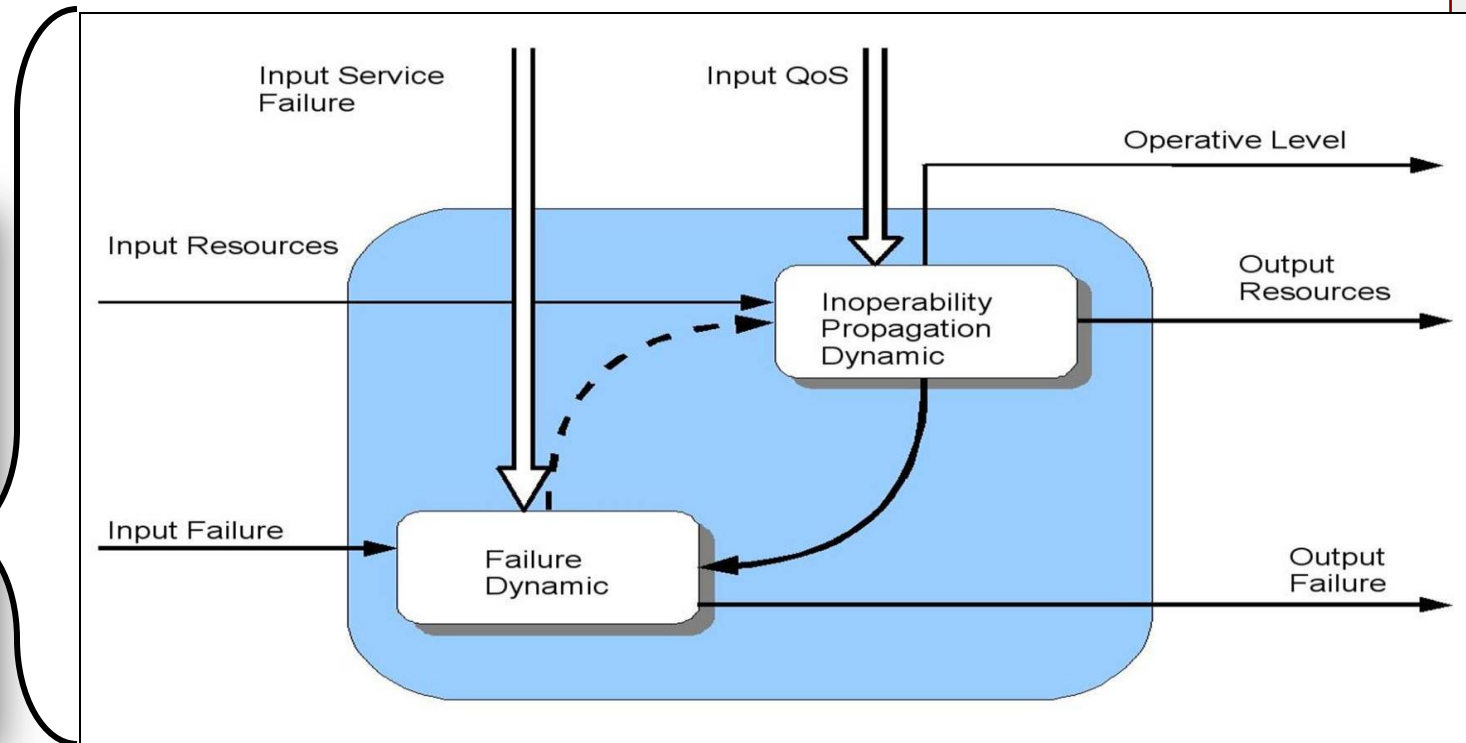 Input Service
Failure
Input QoS
Operative Level
Input Resources
Output
Resources
Inoperability
Propagation
Dynamic
Input Failure
Failure
Dynamic
Output
Failure